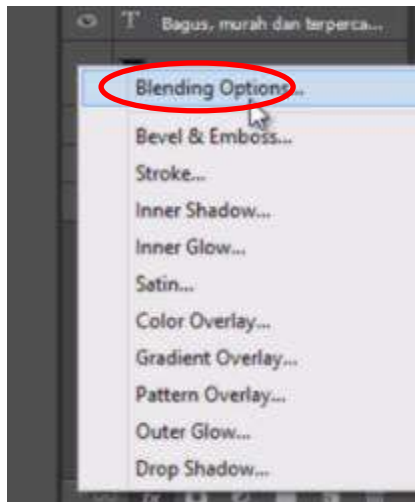 T Bagus, murah dan terperca...
Blending Options...
Bevel & Emboss...
Stroke...
Inner Shadow...
Inner Glow...
Satin...
Color Overlay...
Gradient Overlay...
Pattern Overlay...
Outer Glow...
Drop Shadow...
fx